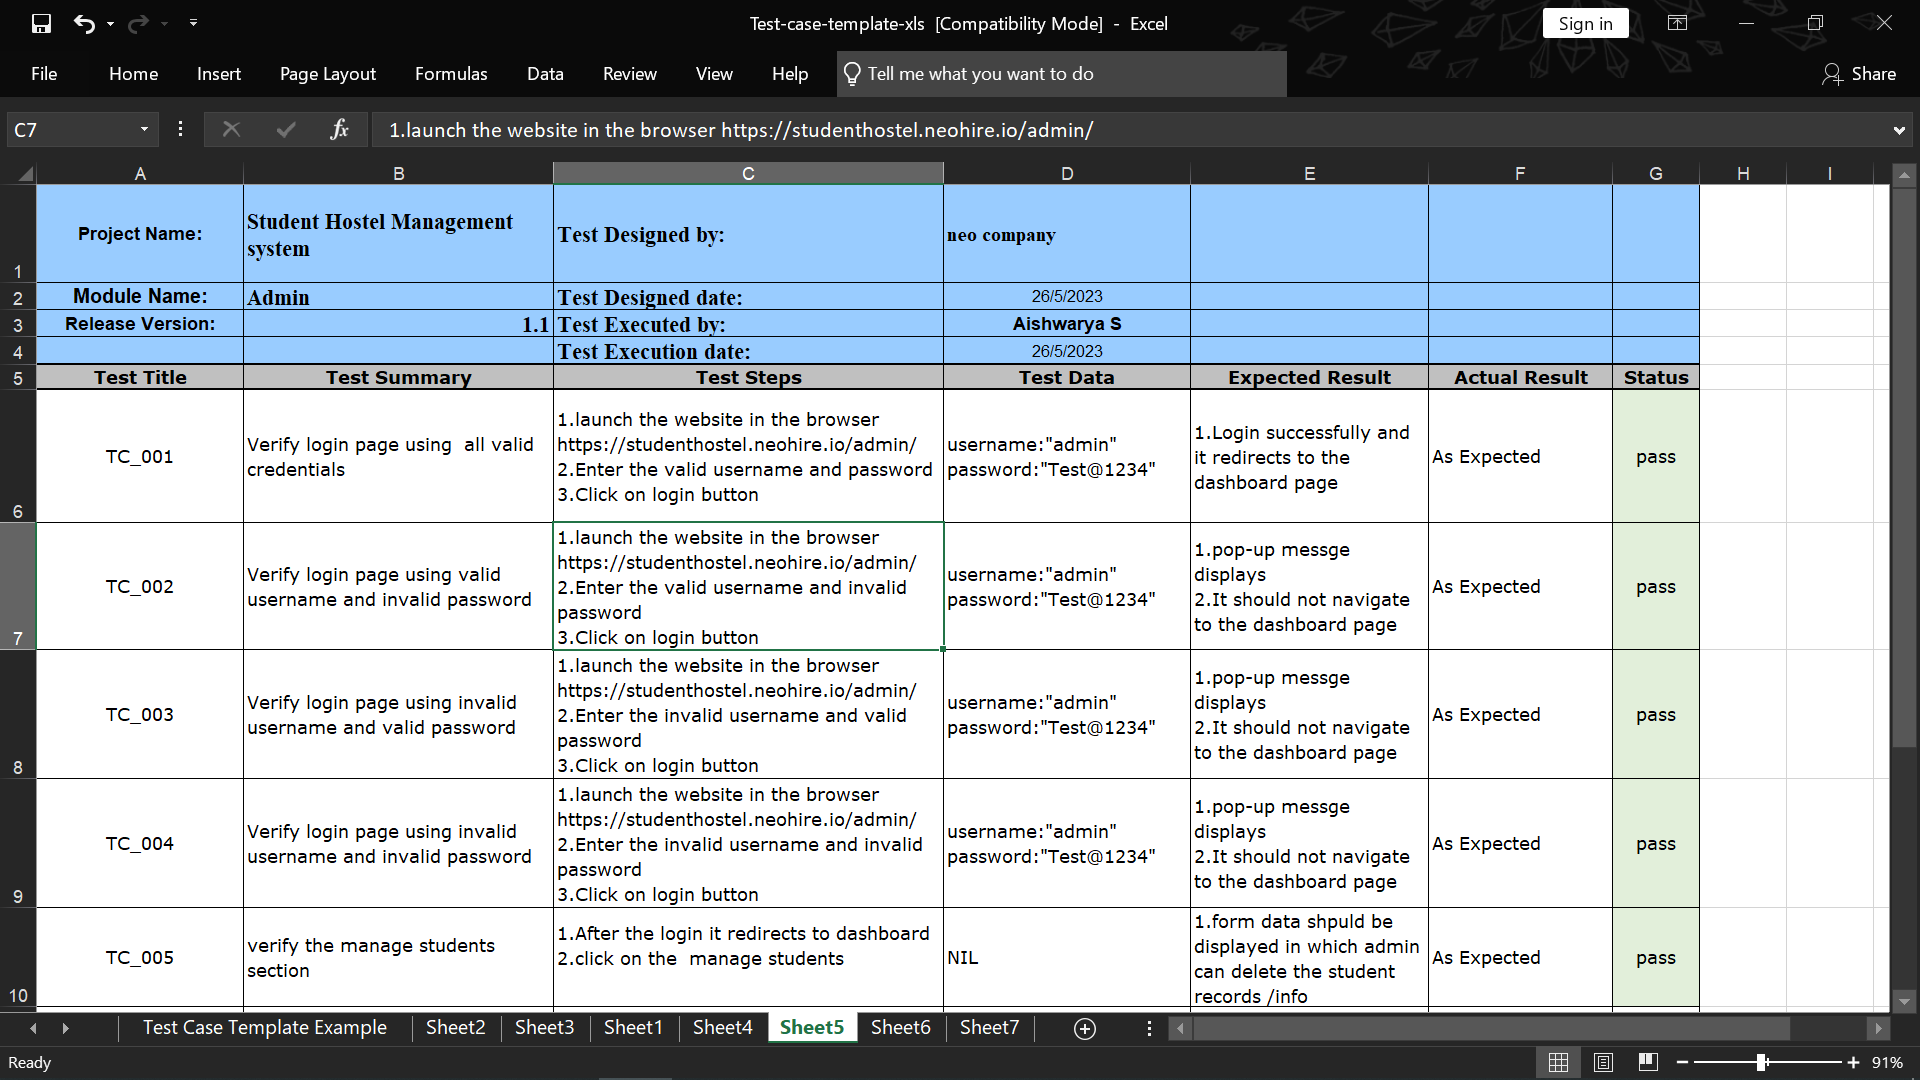 Test-case-template-xls  [Compatibility Mode]  -  Excel
Sign in
File
Home
Insert
Page Layout
Formulas
Data
Review
View
Help
Tell me what you want to do
Share
C7
fx
1.launch the website in the browser https://studenthostel.neohire.io/admin/
A
B
C
D
E
F
G
H
I
1
Project Name:
Student Hostel Management
system
Test Designed by:
neo company
2
Module Name:
Admin
Test Designed date:
26/5/2023
3
Release Version:
1.1
Test Executed by:
Aishwarya S
4
Test Execution date:
26/5/2023
5
Test Title
Test Summary
Test Steps
Test Data
Expected Result
Actual Result
Status
6
TC_001
Verify login page using  all valid
credentials
1.launch the website in the browser
https://studenthostel.neohire.io/admin/
2.Enter the valid username and password
3.Click on login button
username:"admin"
password:"Test@1234"
1.Login successfully and
it redirects to the
dashboard page
As Expected
pass
7
TC_002
Verify login page using valid
username and invalid password
1.launch the website in the browser
https://studenthostel.neohire.io/admin/
2.Enter the valid username and invalid
password
3.Click on login button
username:"admin"
password:"Test@1234"
1.pop-up messge
displays
2.It should not navigate
to the dashboard page
As Expected
pass
8
TC_003
Verify login page using invalid
username and valid password
1.launch the website in the browser
https://studenthostel.neohire.io/admin/
2.Enter the invalid username and valid
password
3.Click on login button
username:"admin"
password:"Test@1234"
1.pop-up messge
displays
2.It should not navigate
to the dashboard page
As Expected
pass
9
TC_004
Verify login page using invalid
username and invalid password
1.launch the website in the browser
https://studenthostel.neohire.io/admin/
2.Enter the invalid username and invalid
password
3.Click on login button
username:"admin"
password:"Test@1234"
1.pop-up messge
displays
2.It should not navigate
to the dashboard page
As Expected
pass
10
TC_005
verify the manage students
section
1.After the login it redirects to dashboard
2.click on the  manage students
NIL
1.form data shpuld be
displayed in which admin
can delete the student
records /info
As Expected
pass
Test Case Template Example
Sheet2
Sheet3
Sheet1
Sheet4
Sheet5
Sheet6
Sheet7
Ready
91%